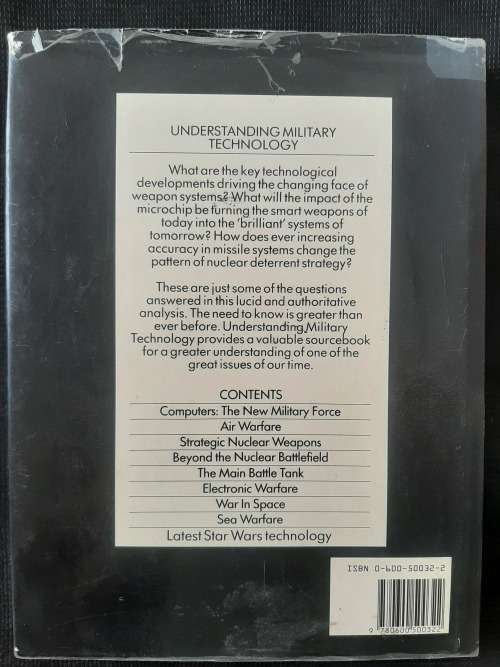 UNDERSTANDING MILITARY
TECHNOLOGY
What are the key technological
developments driving the changing face of
weapon systems? What will the impact of the
microchip be turning the smart weapons of
today into the 'brilliant' systems of
tomorrow? How does ever increasing
accuracy in missile systems change the
pattern of nuclear deterrent strategy?
These are just some of the questions
answered in this lucid and authoritative
analysis. The need to know is greater than
ever before. Understanding Military
Technology provides a valuable sourcebook
for a greater understanding of one of the
great issues of our time.
CONTENTS
Computers: The New Military Force
Air Warfare
Strategic Nuclear Weapons
Beyond the Nuclear Battlefield
The Main Battle Tank
Electronic Warfare
War In Space
Sea Warfare
Latest Star Wars technology
ISBN 0-600-50032-2
9 780600 500322